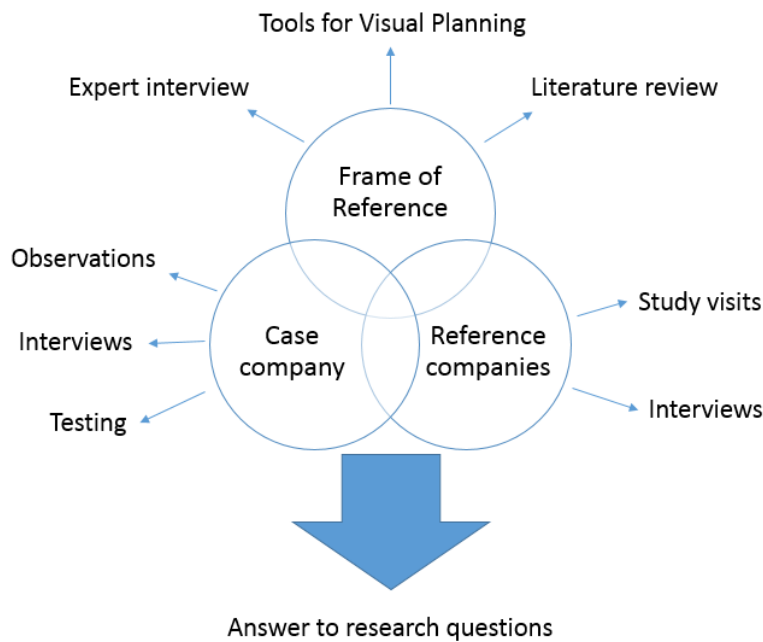 Tools for Visual Planning
Expert interview
Literature review
Frame of
Reference
Observations
Interviews
Testing
Case
company
Reference
companies
Study visits
Interviews
Answer to research questions